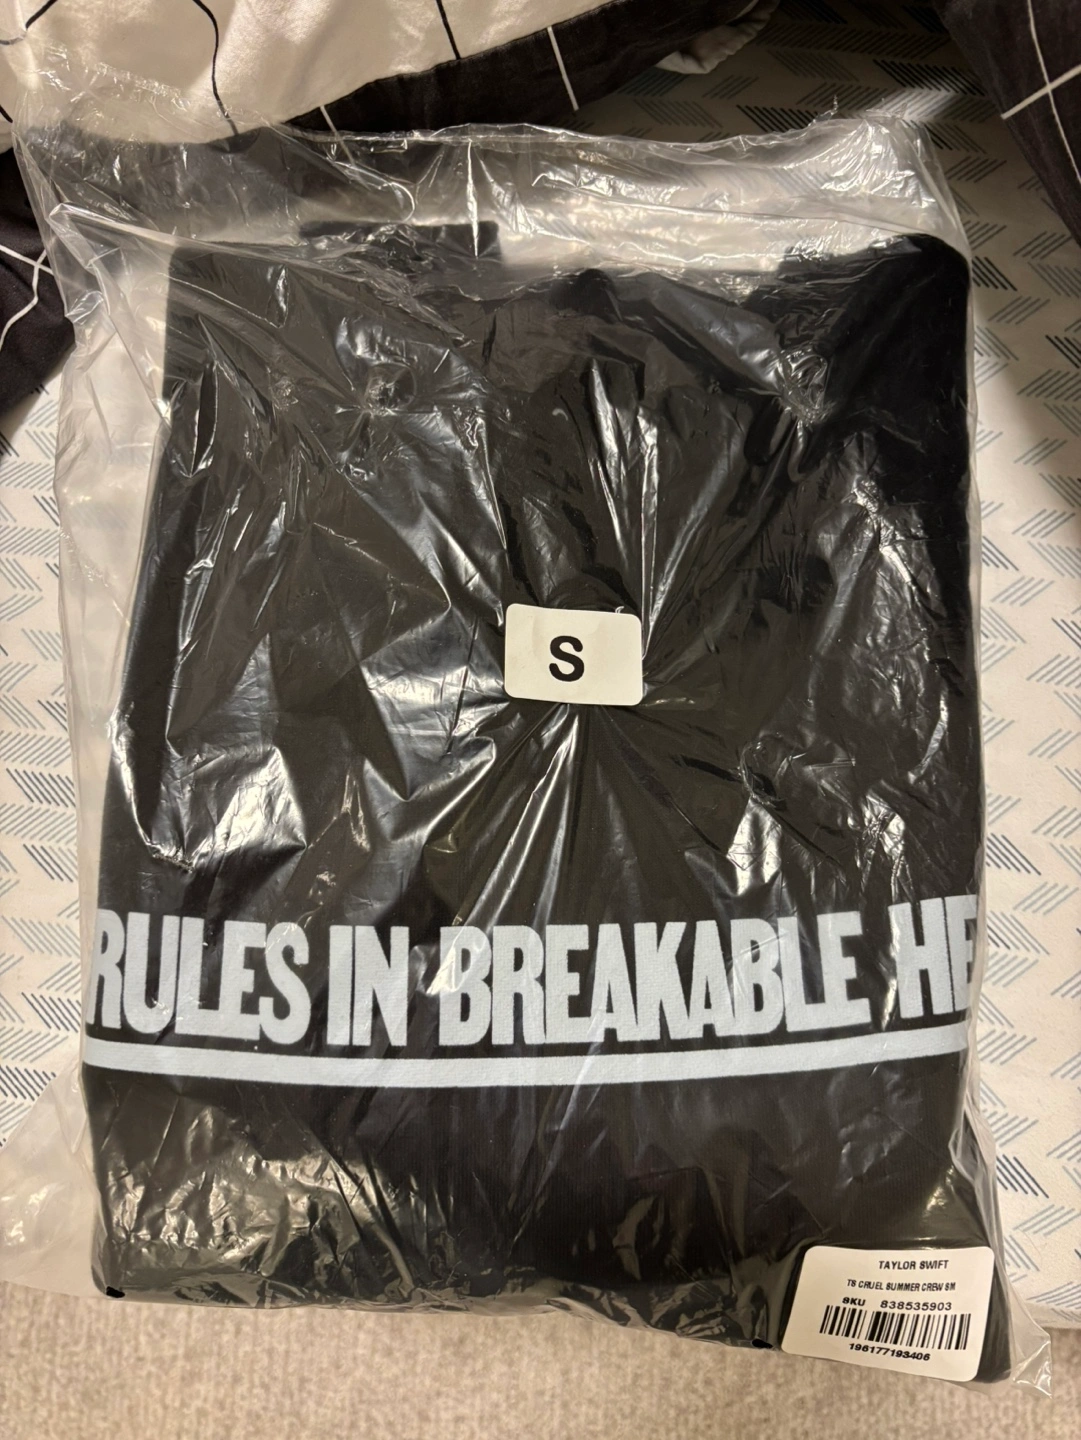 S
RULES IN BREAKABLE HE
TAYLOR SWIFT
TS CRUEL SUMMER CREW SM
SKU 838535903
196177193406